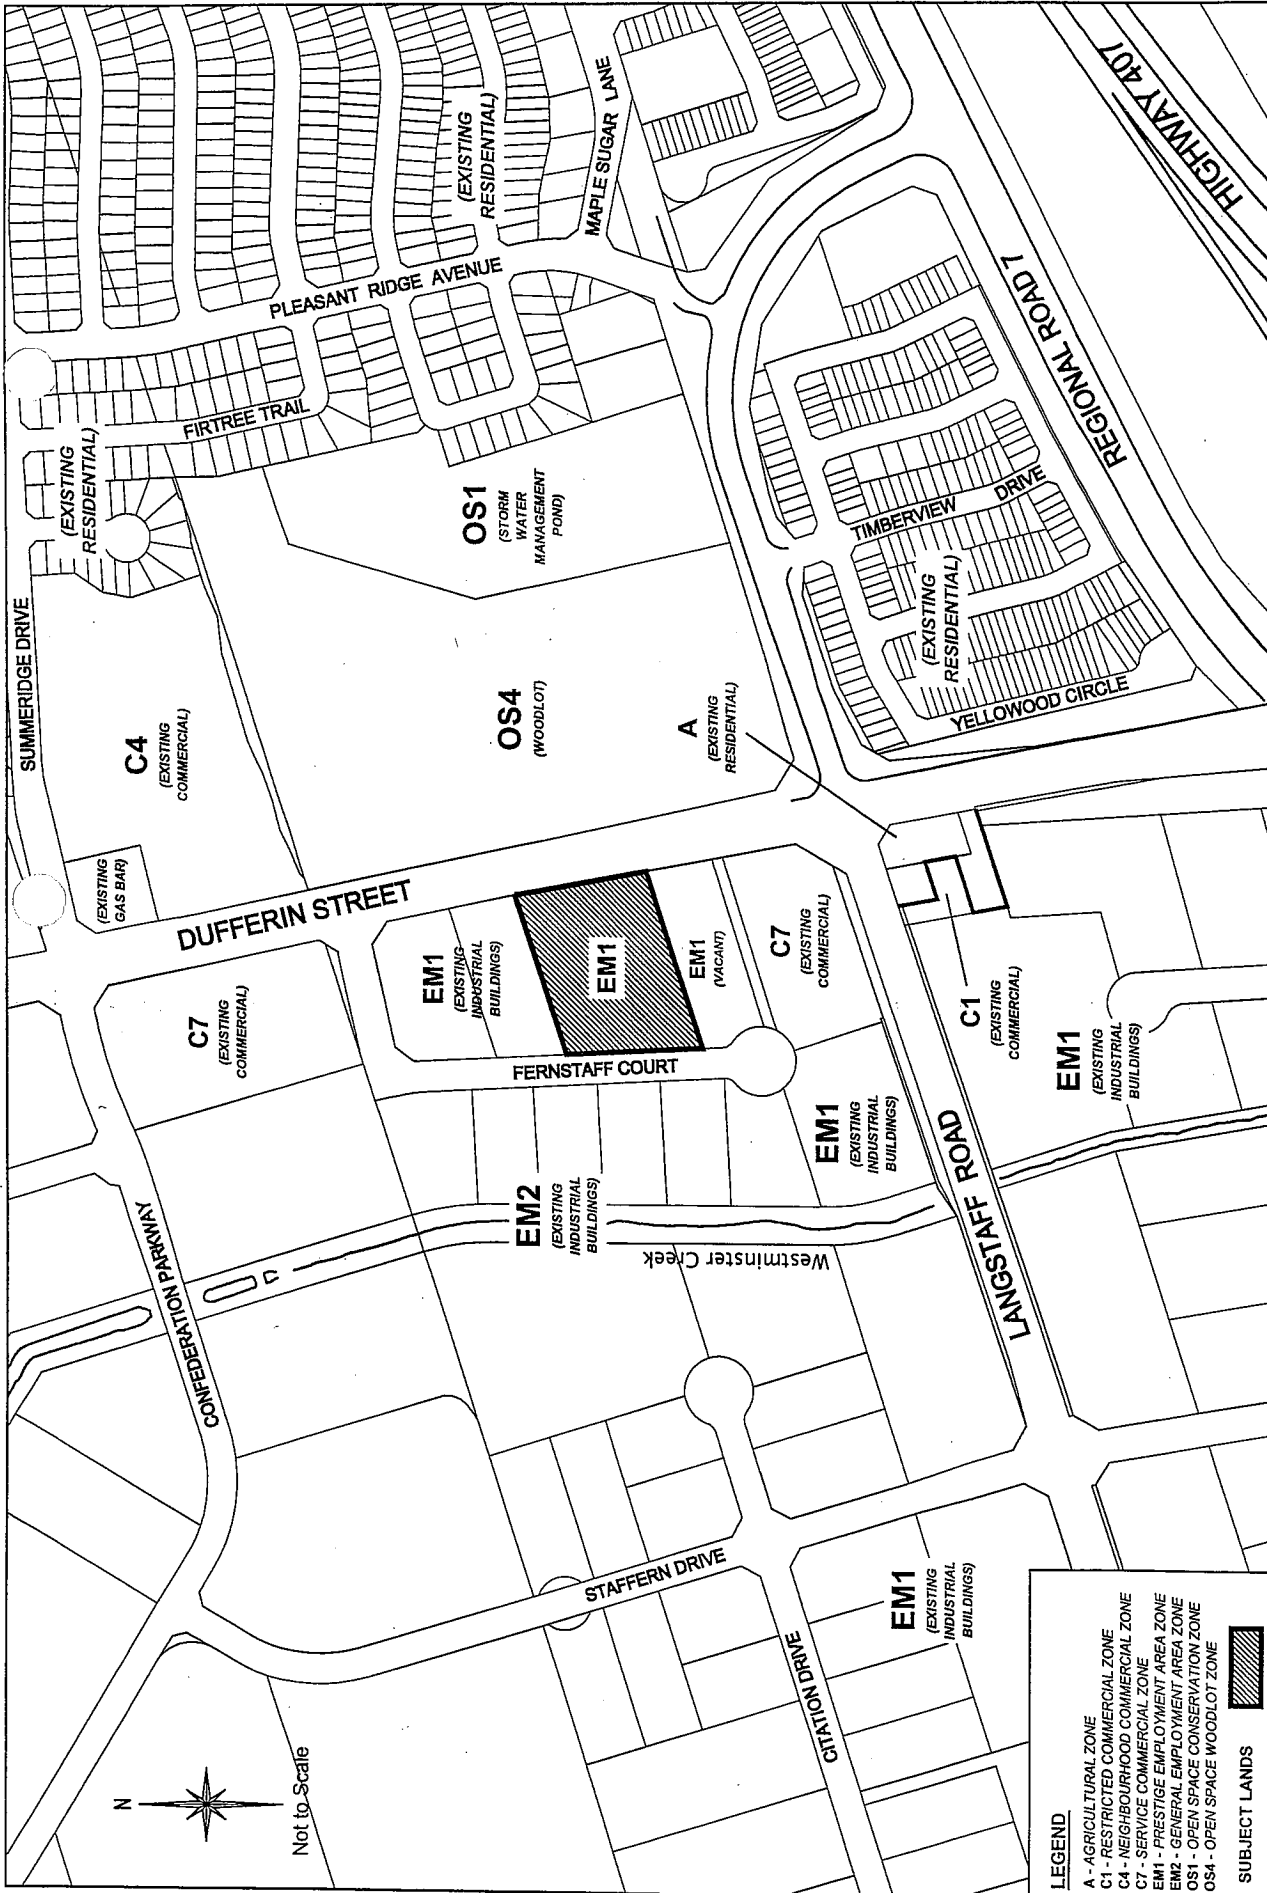 SUMMERIDGE DRIVE
C4
(EXISTING
COMMERCIAL)
(EXISTING
GAS BAR)
(EXISTING
RESIDENTIAL)
FIRTREE TRAIL
PLEASANT RIDGE AVENUE
(EXISTING
RESIDENTIAL)
MAPLE SUGAR LANE
HIGHWAY 407
REGIONAL ROAD 7
OS1
(STORM
WATER
MANAGEMENT
POND)
OS4
(WOODLOT)
A
(EXISTING
RESIDENTIAL)
TIMBERVIEW DRIVE
(EXISTING
RESIDENTIAL)
YELLOWOOD CIRCLE
DUFFERIN STREET
C7
(EXISTING
COMMERCIAL)
EM1
(EXISTING
INDUSTRIAL
BUILDINGS)
EM1
EM1
(VACANT)
C7
(EXISTING
COMMERCIAL)
FERNSTAFF COURT
C1
(EXISTING
COMMERCIAL)
EM1
(EXISTING
INDUSTRIAL
BUILDINGS)
EM1
(EXISTING
INDUSTRIAL
BUILDINGS)
EM2
(EXISTING
INDUSTRIAL
BUILDINGS)
Westminster Creek
LANGSTAFF ROAD
CONFEDERATION PARKWAY
STAFFERN DRIVE
CITATION DRIVE
EM1
(EXISTING
INDUSTRIAL
BUILDINGS)
N
Not to Scale
LEGEND
A - AGRICULTURAL ZONE
C1 - RESTRICTED COMMERCIAL ZONE
C4 - NEIGHBOURHOOD COMMERCIAL ZONE
C7 - SERVICE COMMERCIAL ZONE
EM1 - PRESTIGE EMPLOYMENT AREA ZONE
EM2 - GENERAL EMPLOYMENT AREA ZONE
OS1 - OPEN SPACE CONSERVATION ZONE
OS4 - OPEN SPACE WOODLOT ZONE
SUBJECT LANDS